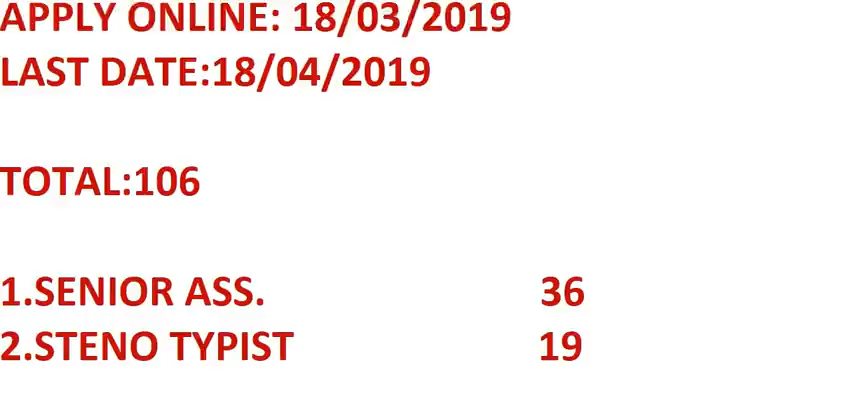 APPLY ONLINE: 18/03/2019
LAST DATE:18/04/2019
TOTAL:106
1.SENIOR ASS. 36
2.STENO TYPIST 19